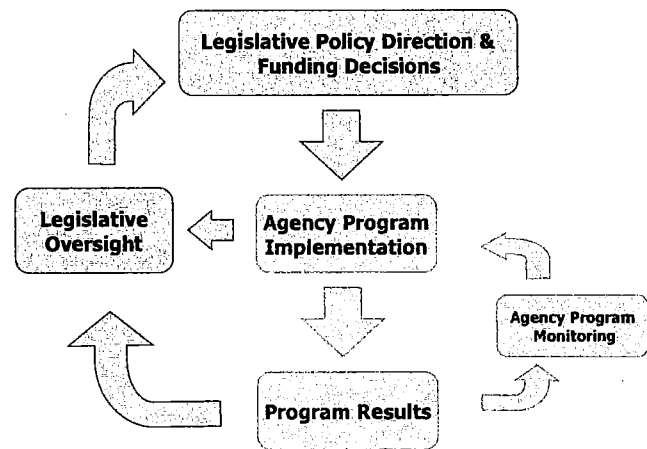 Legislative Policy Direction &
Funding Decisions
Legislative
Oversight
Agency Program
Implementation
Agency Program
Monitoring
Program Results